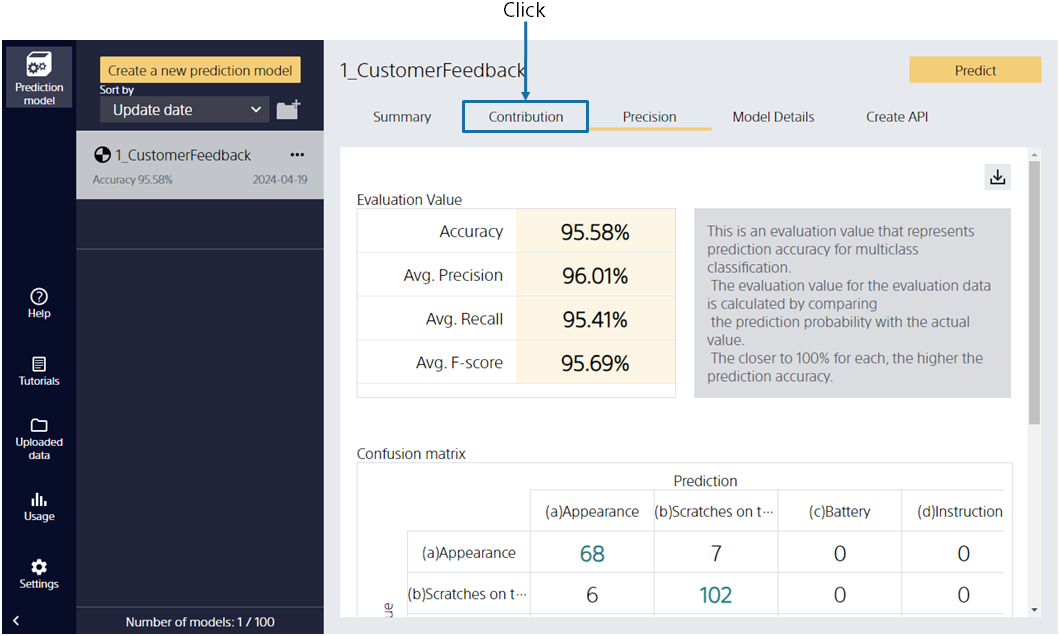 Click
Prediction
model
Create a new prediction model
Sort by
Update date
1_CustomerFeedback
Accuracy 95.58%
2024-04-19
Help
Tutorials
Uploaded
data
Usage
Settings
Number of models: 1 / 100
1_CustomerFeedback
Predict
Summary
Contribution
Precision
Model Details
Create API
Evaluation Value
Accuracy 95.58%
Avg. Precision 96.01%
Avg. Recall 95.41%
Avg. F-score 95.69%
This is an evaluation value that represents
prediction accuracy for multiclass
classification.
The evaluation value for the evaluation data
is calculated by comparing
the prediction probability with the actual
value.
The closer to 100% for each, the higher the
prediction accuracy.
Confusion matrix
Prediction
(a)Appearance (b)Scratches on t··· (c)Battery (d)Instruction
(a)Appearance 68 7 0 0
(b)Scratches on t··· 6 102 0 0